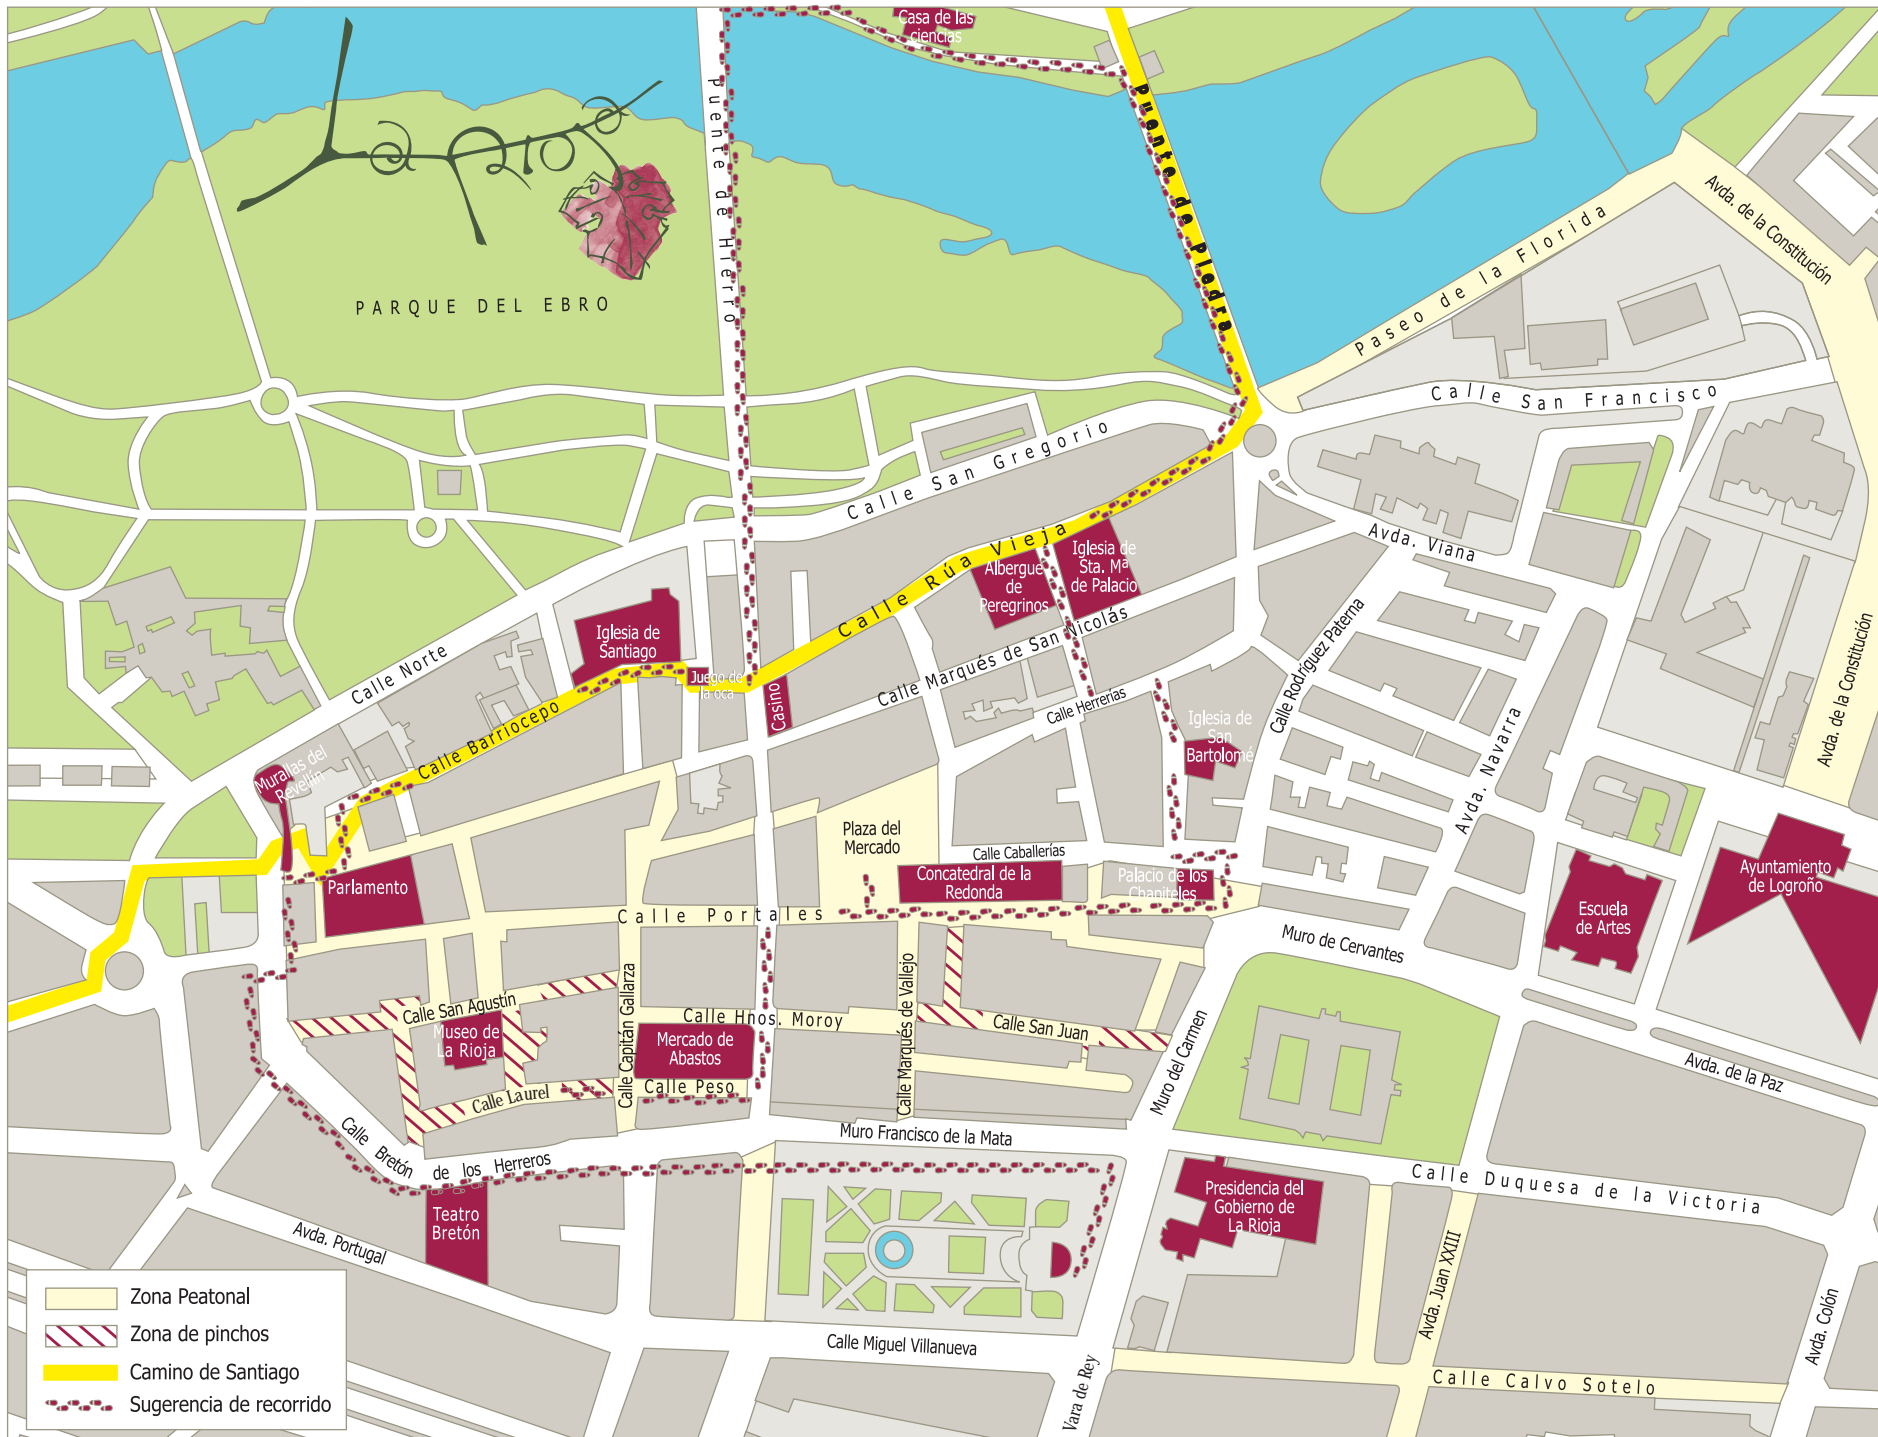 Casa de las
ciencias
Puente de Hierro
Puente de Piedra
La Rioja
PARQUE DEL EBRO
Paseo de la Florida
Avda. de la Constitución
Calle San Francisco
Calle San Gregorio
Calle Rúa Vieja
Avda. Viana
Iglesia de
Sta. Mª
de Palacio
Albergue
de
Peregrinos
Calle Marqués de San Nicolás
Calle Rodríguez Paterna
Iglesia de
Santiago
Juego de
la oca
Casino
Calle Norte
Calle Barriocepo
Calle Herrerías
Iglesia de
San
Bartolomé
Avda. Navarra
Avda. de la Constitución
Murallas del
Revellín
Plaza del
Mercado
Calle Caballerías
Parlamento
Concatedral de la
Redonda
Palacio de los
Chapiteles
Ayuntamiento
de Logroño
Escuela
de Artes
Calle Portales
Muro de Cervantes
Calle San Agustín
Museo de
La Rioja
Calle Capitán Gallarza
Calle Hnos. Moroy
Mercado de
Abastos
Calle Peso
Calle Laurel
Calle Marqués de Vallejo
Calle San Juan
Muro del Carmen
Avda. de la Paz
Calle Bretón de los Herreros
Muro Francisco de la Mata
Teatro
Bretón
Presidencia del
Gobierno de
La Rioja
Calle Duquesa de la Victoria
Avda. Portugal
Avda. Juan XXIII
Avda. Colón
Calle Miguel Villanueva
Vara de Rey
Calle Calvo Sotelo
Zona Peatonal
Zona de pinchos
Camino de Santiago
Sugerencia de recorrido